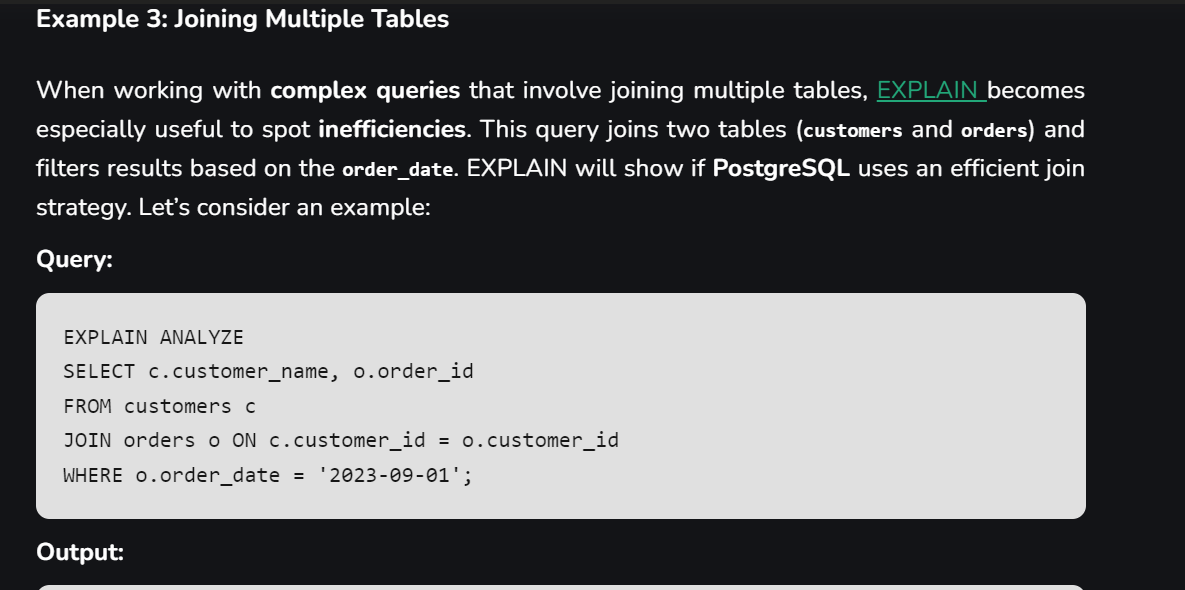 Example 3: Joining Multiple Tables
When working with complex queries that involve joining multiple tables, EXPLAIN becomes
especially useful to spot inefficiencies. This query joins two tables (customers and orders) and
filters results based on the order_date. EXPLAIN will show if PostgreSQL uses an efficient join
strategy. Let’s consider an example:
Query:
EXPLAIN ANALYZE
SELECT c.customer_name, o.order_id
FROM customers c
JOIN orders o ON c.customer_id = o.customer_id
WHERE o.order_date = '2023-09-01';
Output: